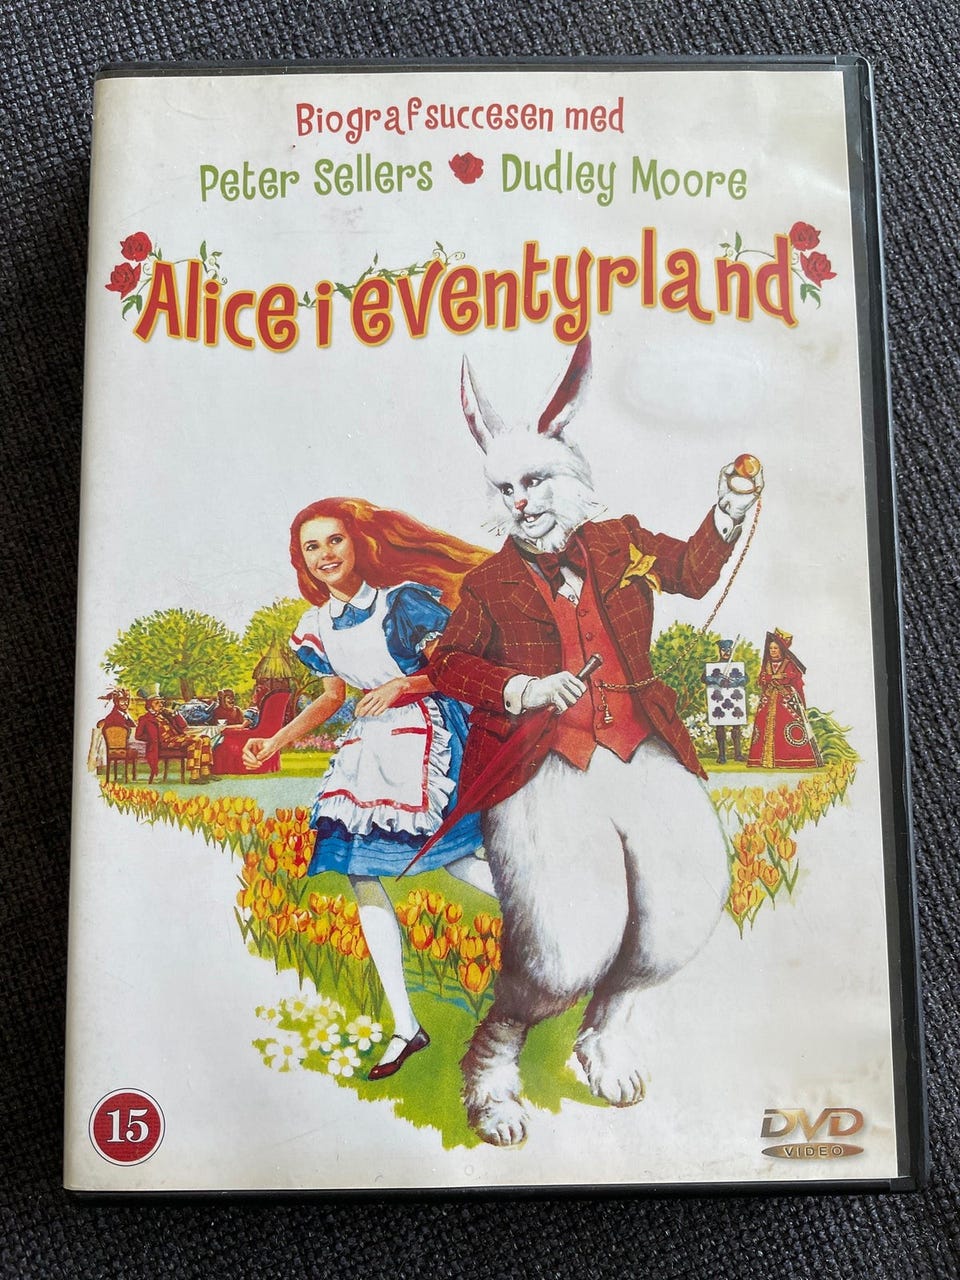 Biografsuccesen med
Peter Sellers Dudley Moore
Alice i eventyrland
15
DVD
VIDEO